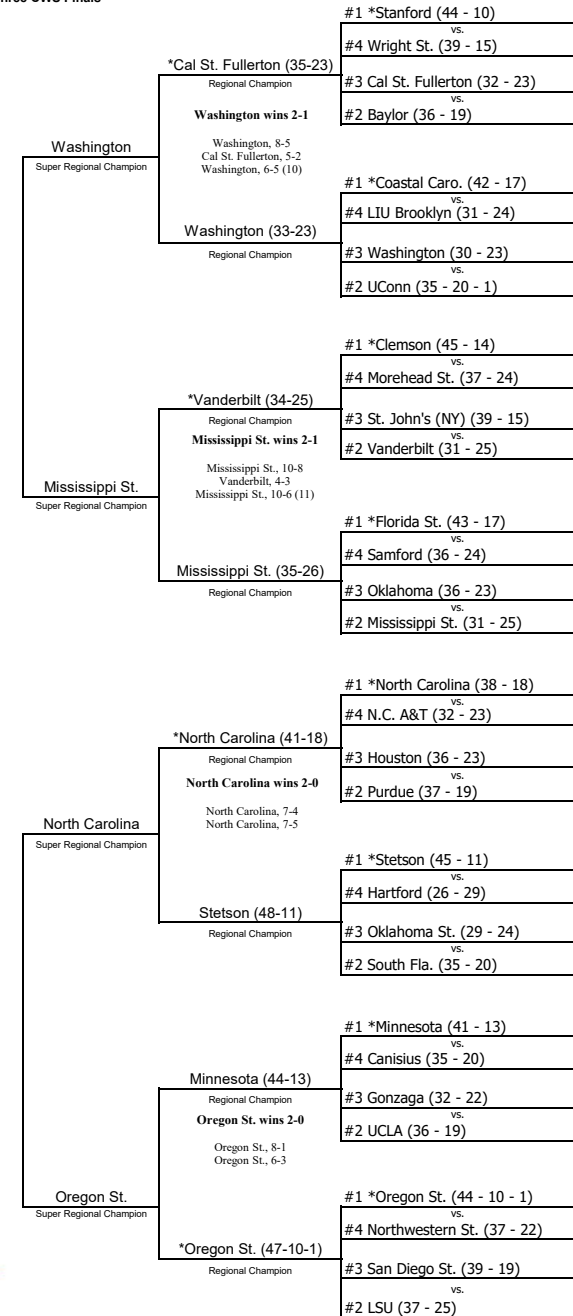 #1 *Stanford (44 - 10)
vs.
#4 Wright St. (39 - 15)
*Cal St. Fullerton (35-23)
Regional Champion
#3 Cal St. Fullerton (32 - 23)
vs.
#2 Baylor (36 - 19)
Washington wins 2-1
Washington, 8-5
Cal St. Fullerton, 5-2
Washington, 6-5 (10)
Washington
Super Regional Champion
#1 *Coastal Caro. (42 - 17)
vs.
#4 LIU Brooklyn (31 - 24)
Washington (33-23)
Regional Champion
#3 Washington (30 - 23)
vs.
#2 UConn (35 - 20 - 1)
#1 *Clemson (45 - 14)
vs.
#4 Morehead St. (37 - 24)
*Vanderbilt (34-25)
Regional Champion
#3 St. John's (NY) (39 - 15)
vs.
#2 Vanderbilt (31 - 25)
Mississippi St. wins 2-1
Mississippi St., 10-8
Vanderbilt, 4-3
Mississippi St., 10-6 (11)
Mississippi St.
Super Regional Champion
#1 *Florida St. (43 - 17)
vs.
#4 Samford (36 - 24)
Mississippi St. (35-26)
Regional Champion
#3 Oklahoma (36 - 23)
vs.
#2 Mississippi St. (31 - 25)
#1 *North Carolina (38 - 18)
vs.
#4 N.C. A&T (32 - 23)
*North Carolina (41-18)
Regional Champion
#3 Houston (36 - 23)
vs.
#2 Purdue (37 - 19)
North Carolina wins 2-0
North Carolina, 7-4
North Carolina, 7-5
North Carolina
Super Regional Champion
#1 *Stetson (45 - 11)
vs.
#4 Hartford (26 - 29)
Stetson (48-11)
Regional Champion
#3 Oklahoma St. (29 - 24)
vs.
#2 South Fla. (35 - 20)
#1 *Minnesota (41 - 13)
vs.
#4 Canisius (35 - 20)
Minnesota (44-13)
Regional Champion
#3 Gonzaga (32 - 22)
vs.
#2 UCLA (36 - 19)
Oregon St. wins 2-0
Oregon St., 8-1
Oregon St., 6-3
Oregon St.
Super Regional Champion
#1 *Oregon St. (44 - 10 - 1)
vs.
#4 Northwestern St. (37 - 22)
*Oregon St. (47-10-1)
Regional Champion
#3 San Diego St. (39 - 19)
vs.
#2 LSU (37 - 25)